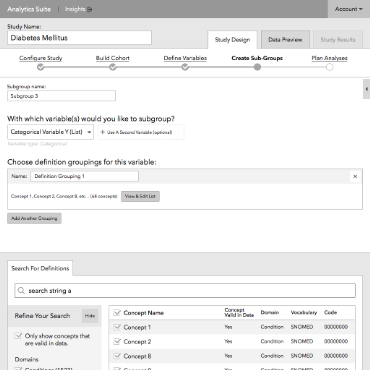 Analytics Suite
Insights
Account
Study Name:
Diabetes Mellitus
Study Design
Data Preview
Study Results
Configure Study
Build Cohort
Define Variables
Create Sub-Groups
Plan Analyses
Subgroup name:
Subgroup 3
With which variable(s) would you like to subgroup?
Categorical Variable Y (List)
+ Use A Second Variable (optional)
Variable type: Categorical
Choose definition groupings for this variable:
Name:
Definition Grouping 1
Concept 1, Concept 2, Concept 8, etc. ...
View & Edit List
Add Another Grouping
Search For Definitions
search string a
Refine Your Search
Hide
Only show concepts that
are valid in data.
Domains
Concept Name
Concept
Valid in Data
Domain
Vocabulary
Code
Concept 1
Yes
Condition
SNOMED
00000000
Concept 2
Yes
Condition
SNOMED
00000000
Concept 8
Yes
Condition
SNOMED
00000000